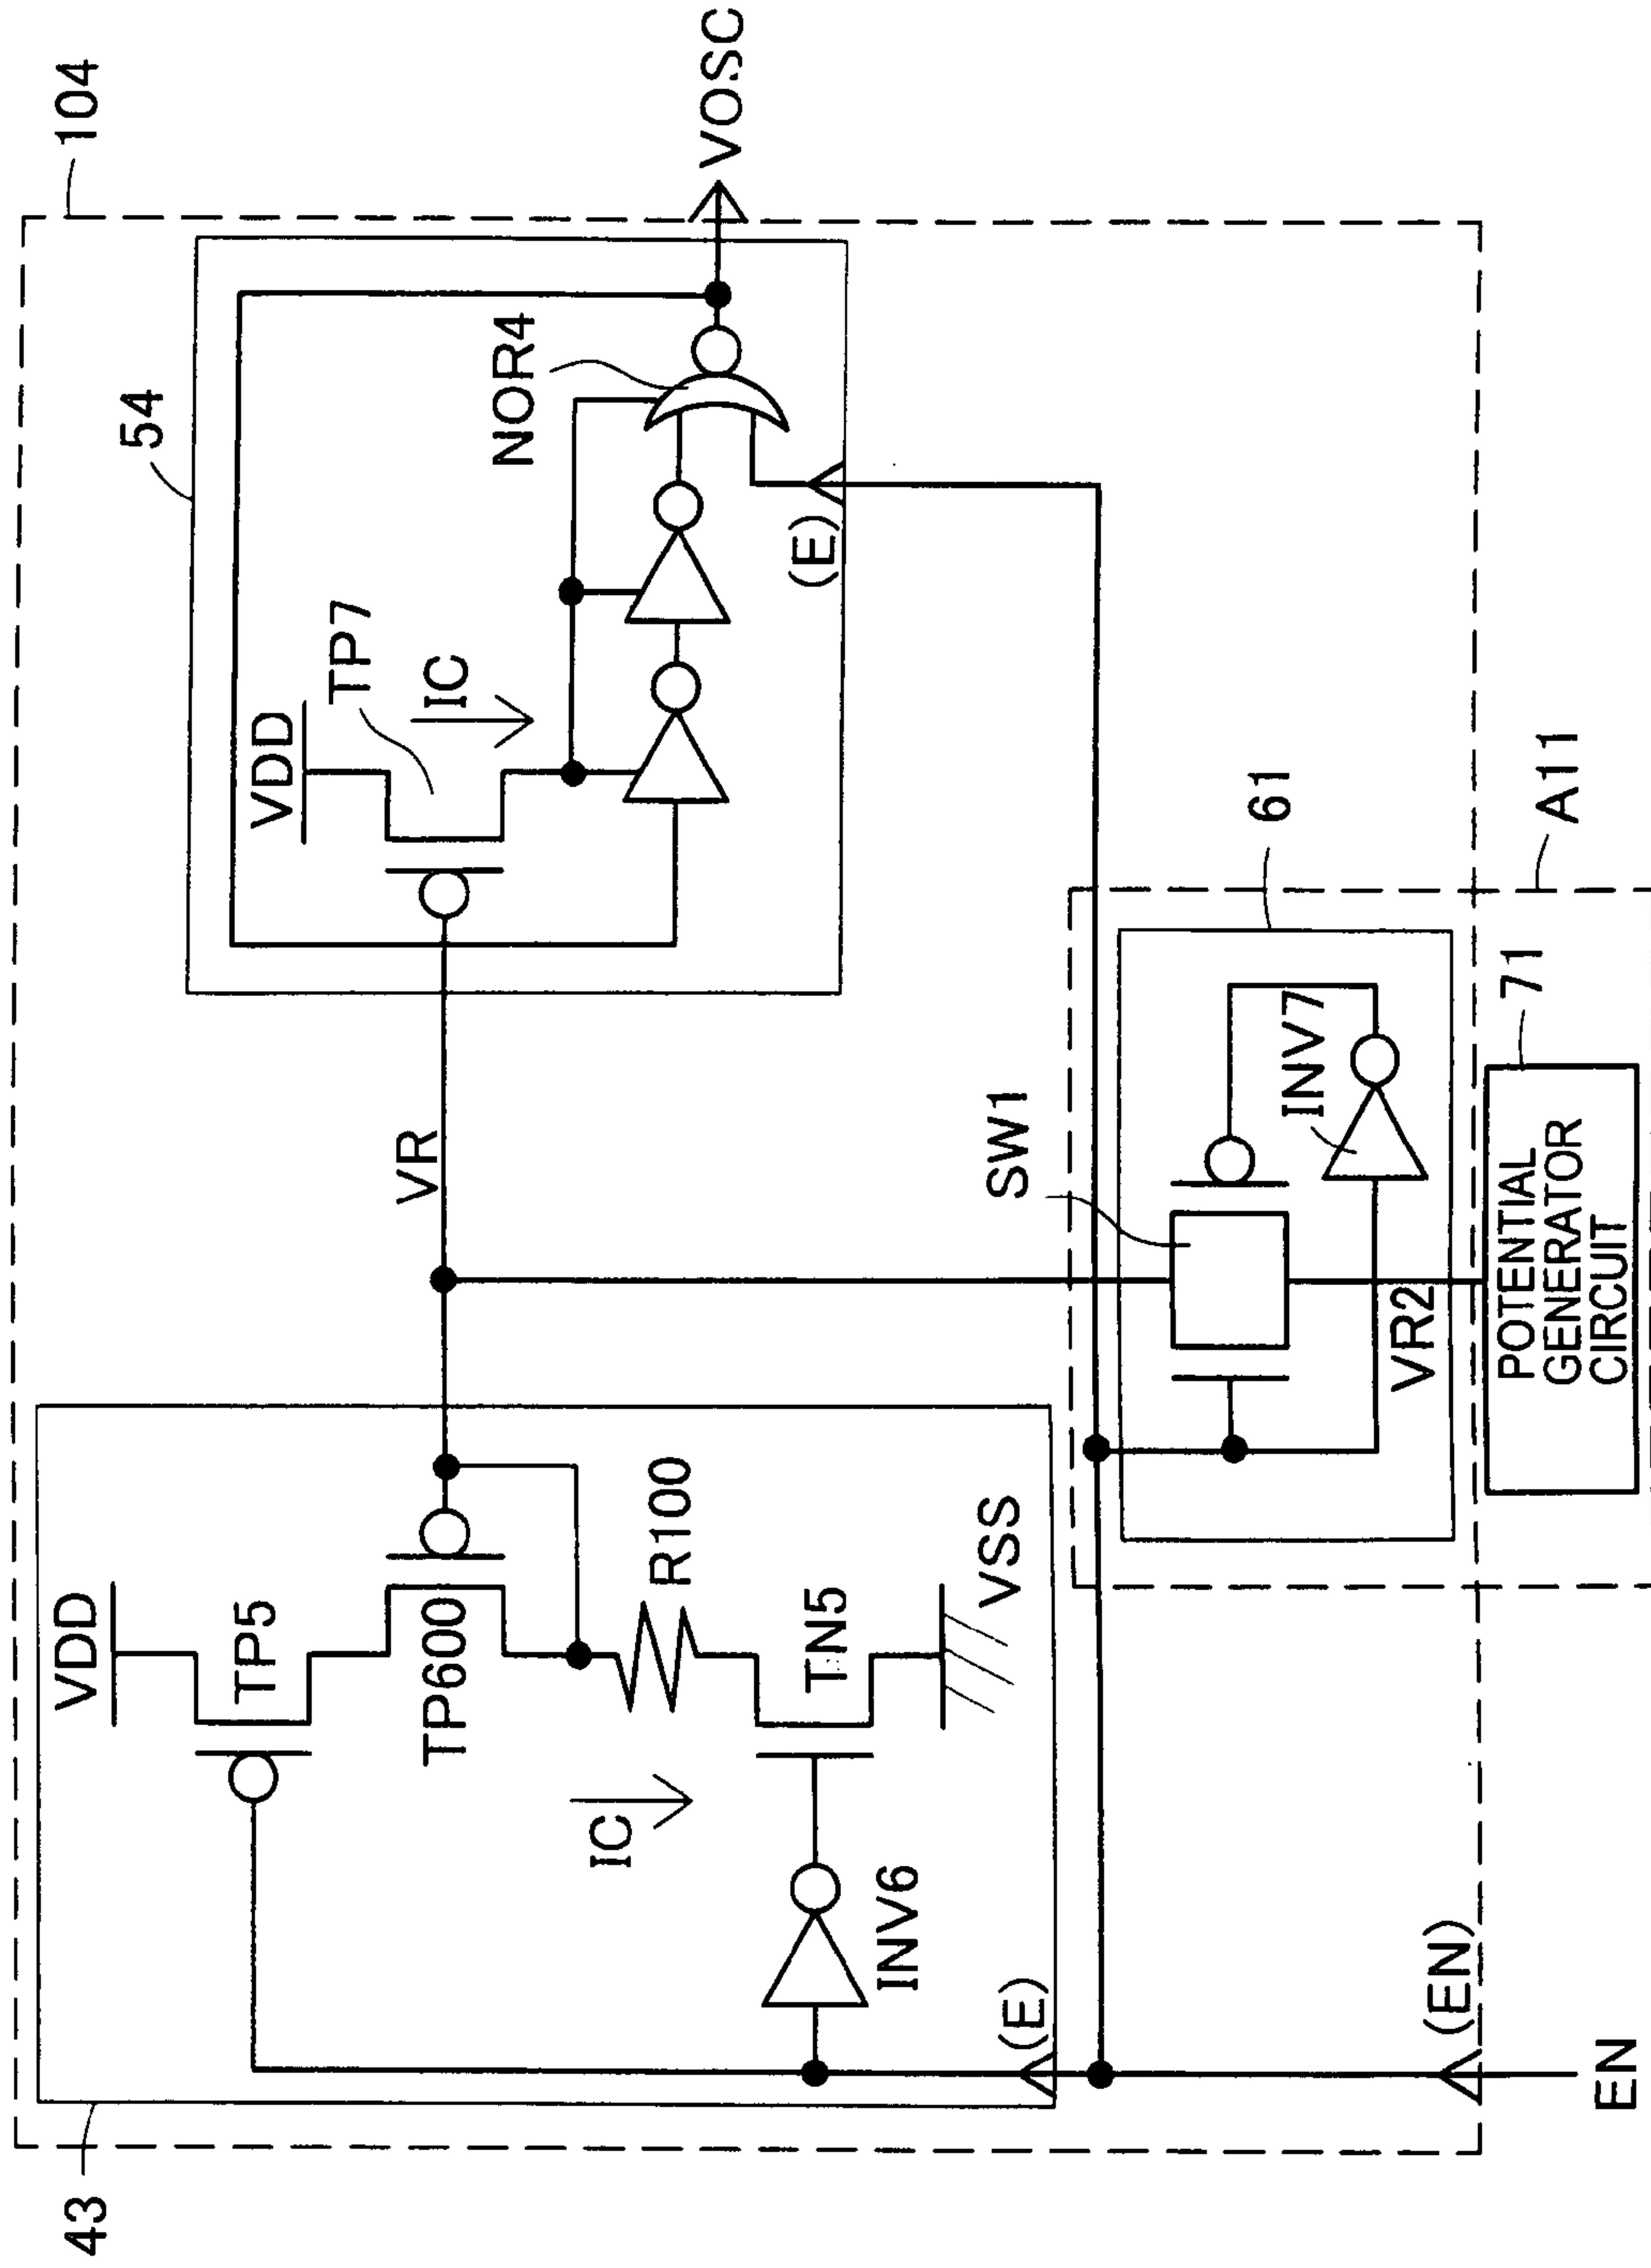 104
54
VOSC
VDD
TP7
IC
NOR4
(E)
VR
43
VDD
TP5
TP600
R100
IC
TN5
INV6
VSS
(E)
SW1
61
INV7
A11
VR2
71
POTENTIAL
GENERATOR
CIRCUIT
(EN)
EN